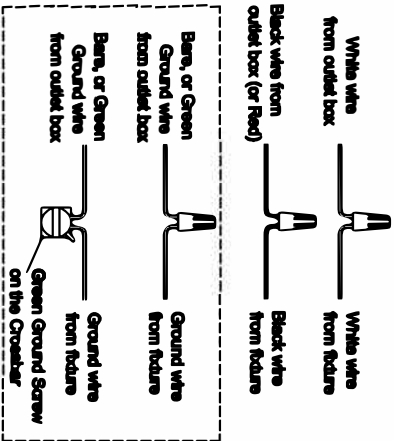 White wire
from outlet box
White wire
from fixture
Black wire from
outlet box (or Red)
Black wire
from fixture
Bare, or Green
Ground wire
from outlet box
Ground wire
from fixture
Bare, or Green
Ground wire
from outlet box
Ground wire
from fixture
Green Ground Screw
on the Crossbar